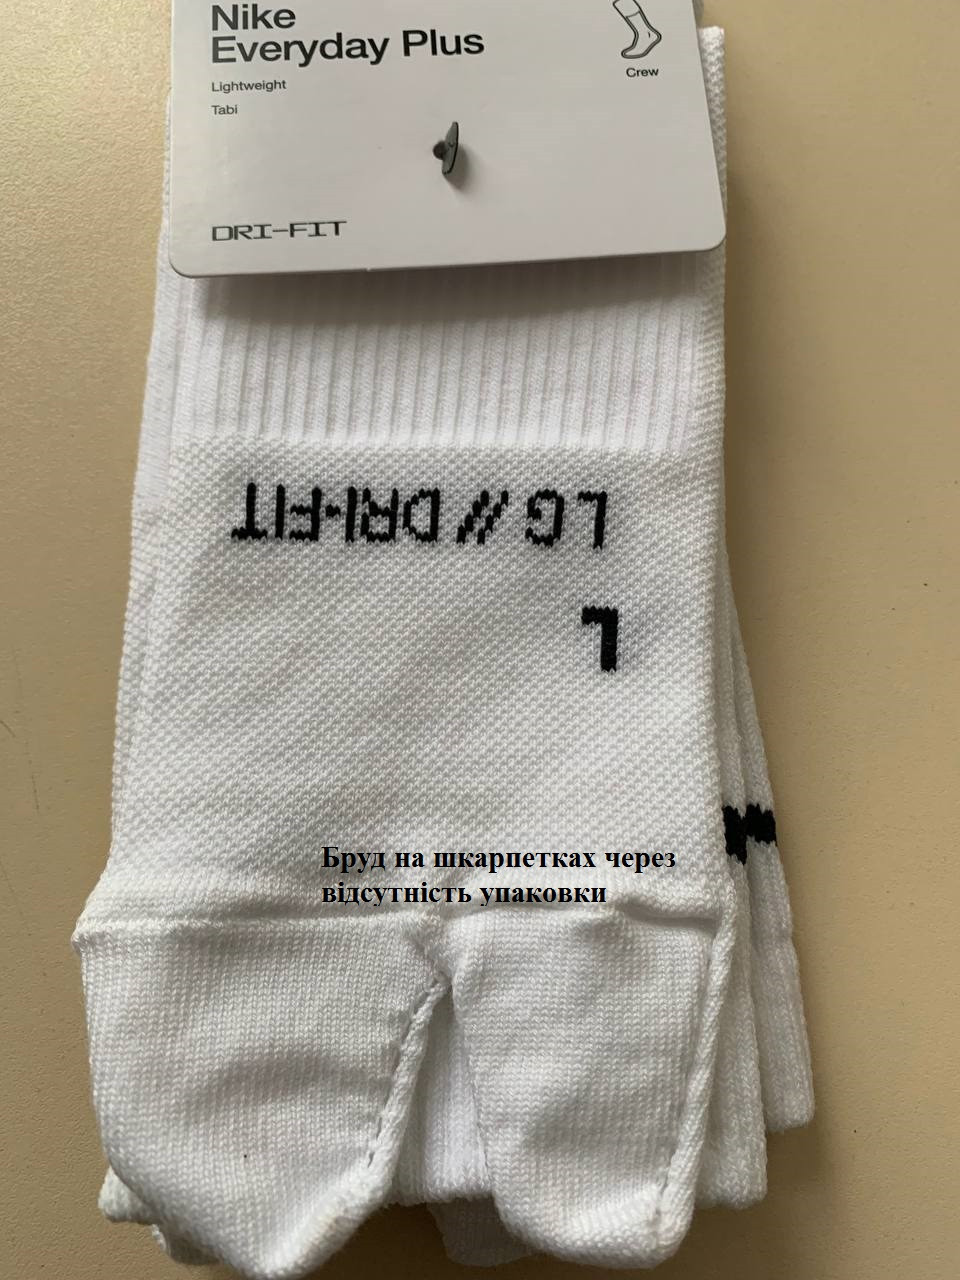 Nike
Everyday Plus
Crew
Lightweight
Tabi
DRI-FIT
LG // DRI-FIT
L
Бруд на шкарпетках через
відсутність упаковки